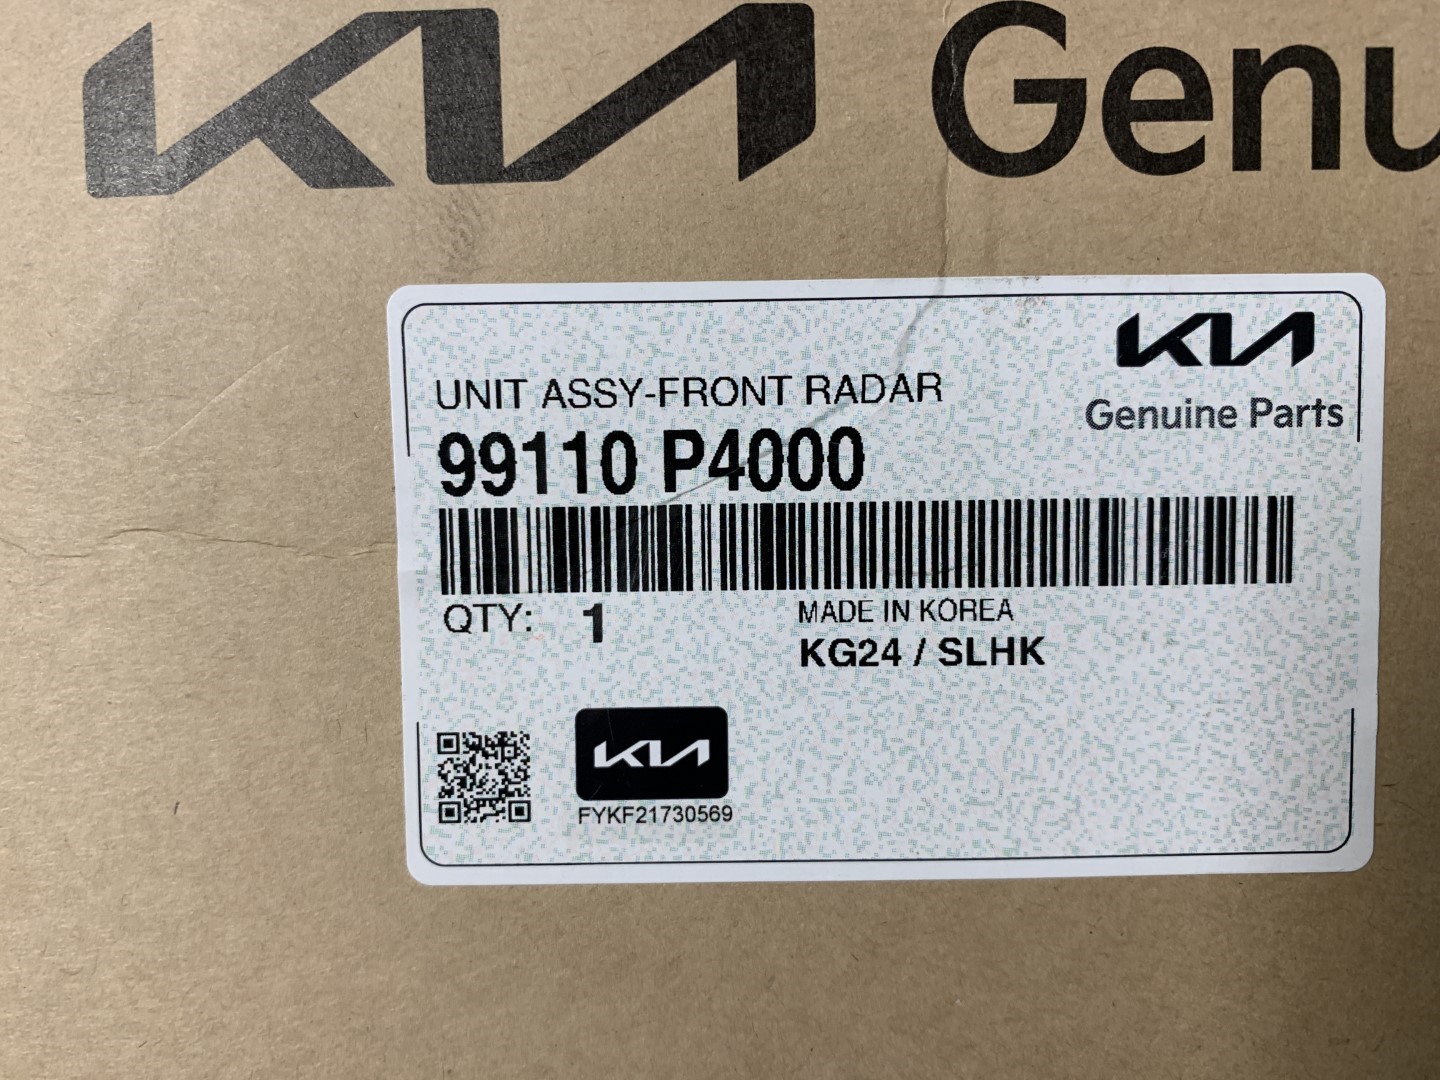 KIA Genu
KIA
Genuine Parts
UNIT ASSY-FRONT RADAR
99110 P4000
QTY: 1
MADE IN KOREA
KG24 / SLHK
KIA
FYKF21730569